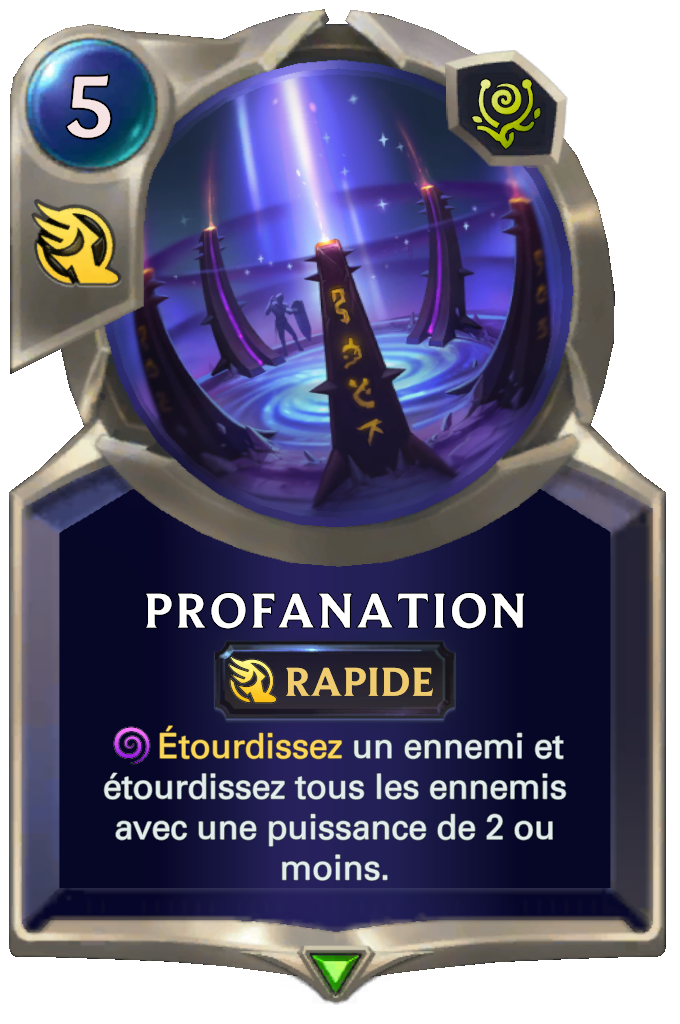 5
PROFANATION
RAPIDE
Étourdissez un ennemi et
étourdissez tous les ennemis
avec une puissance de 2 ou
moins.